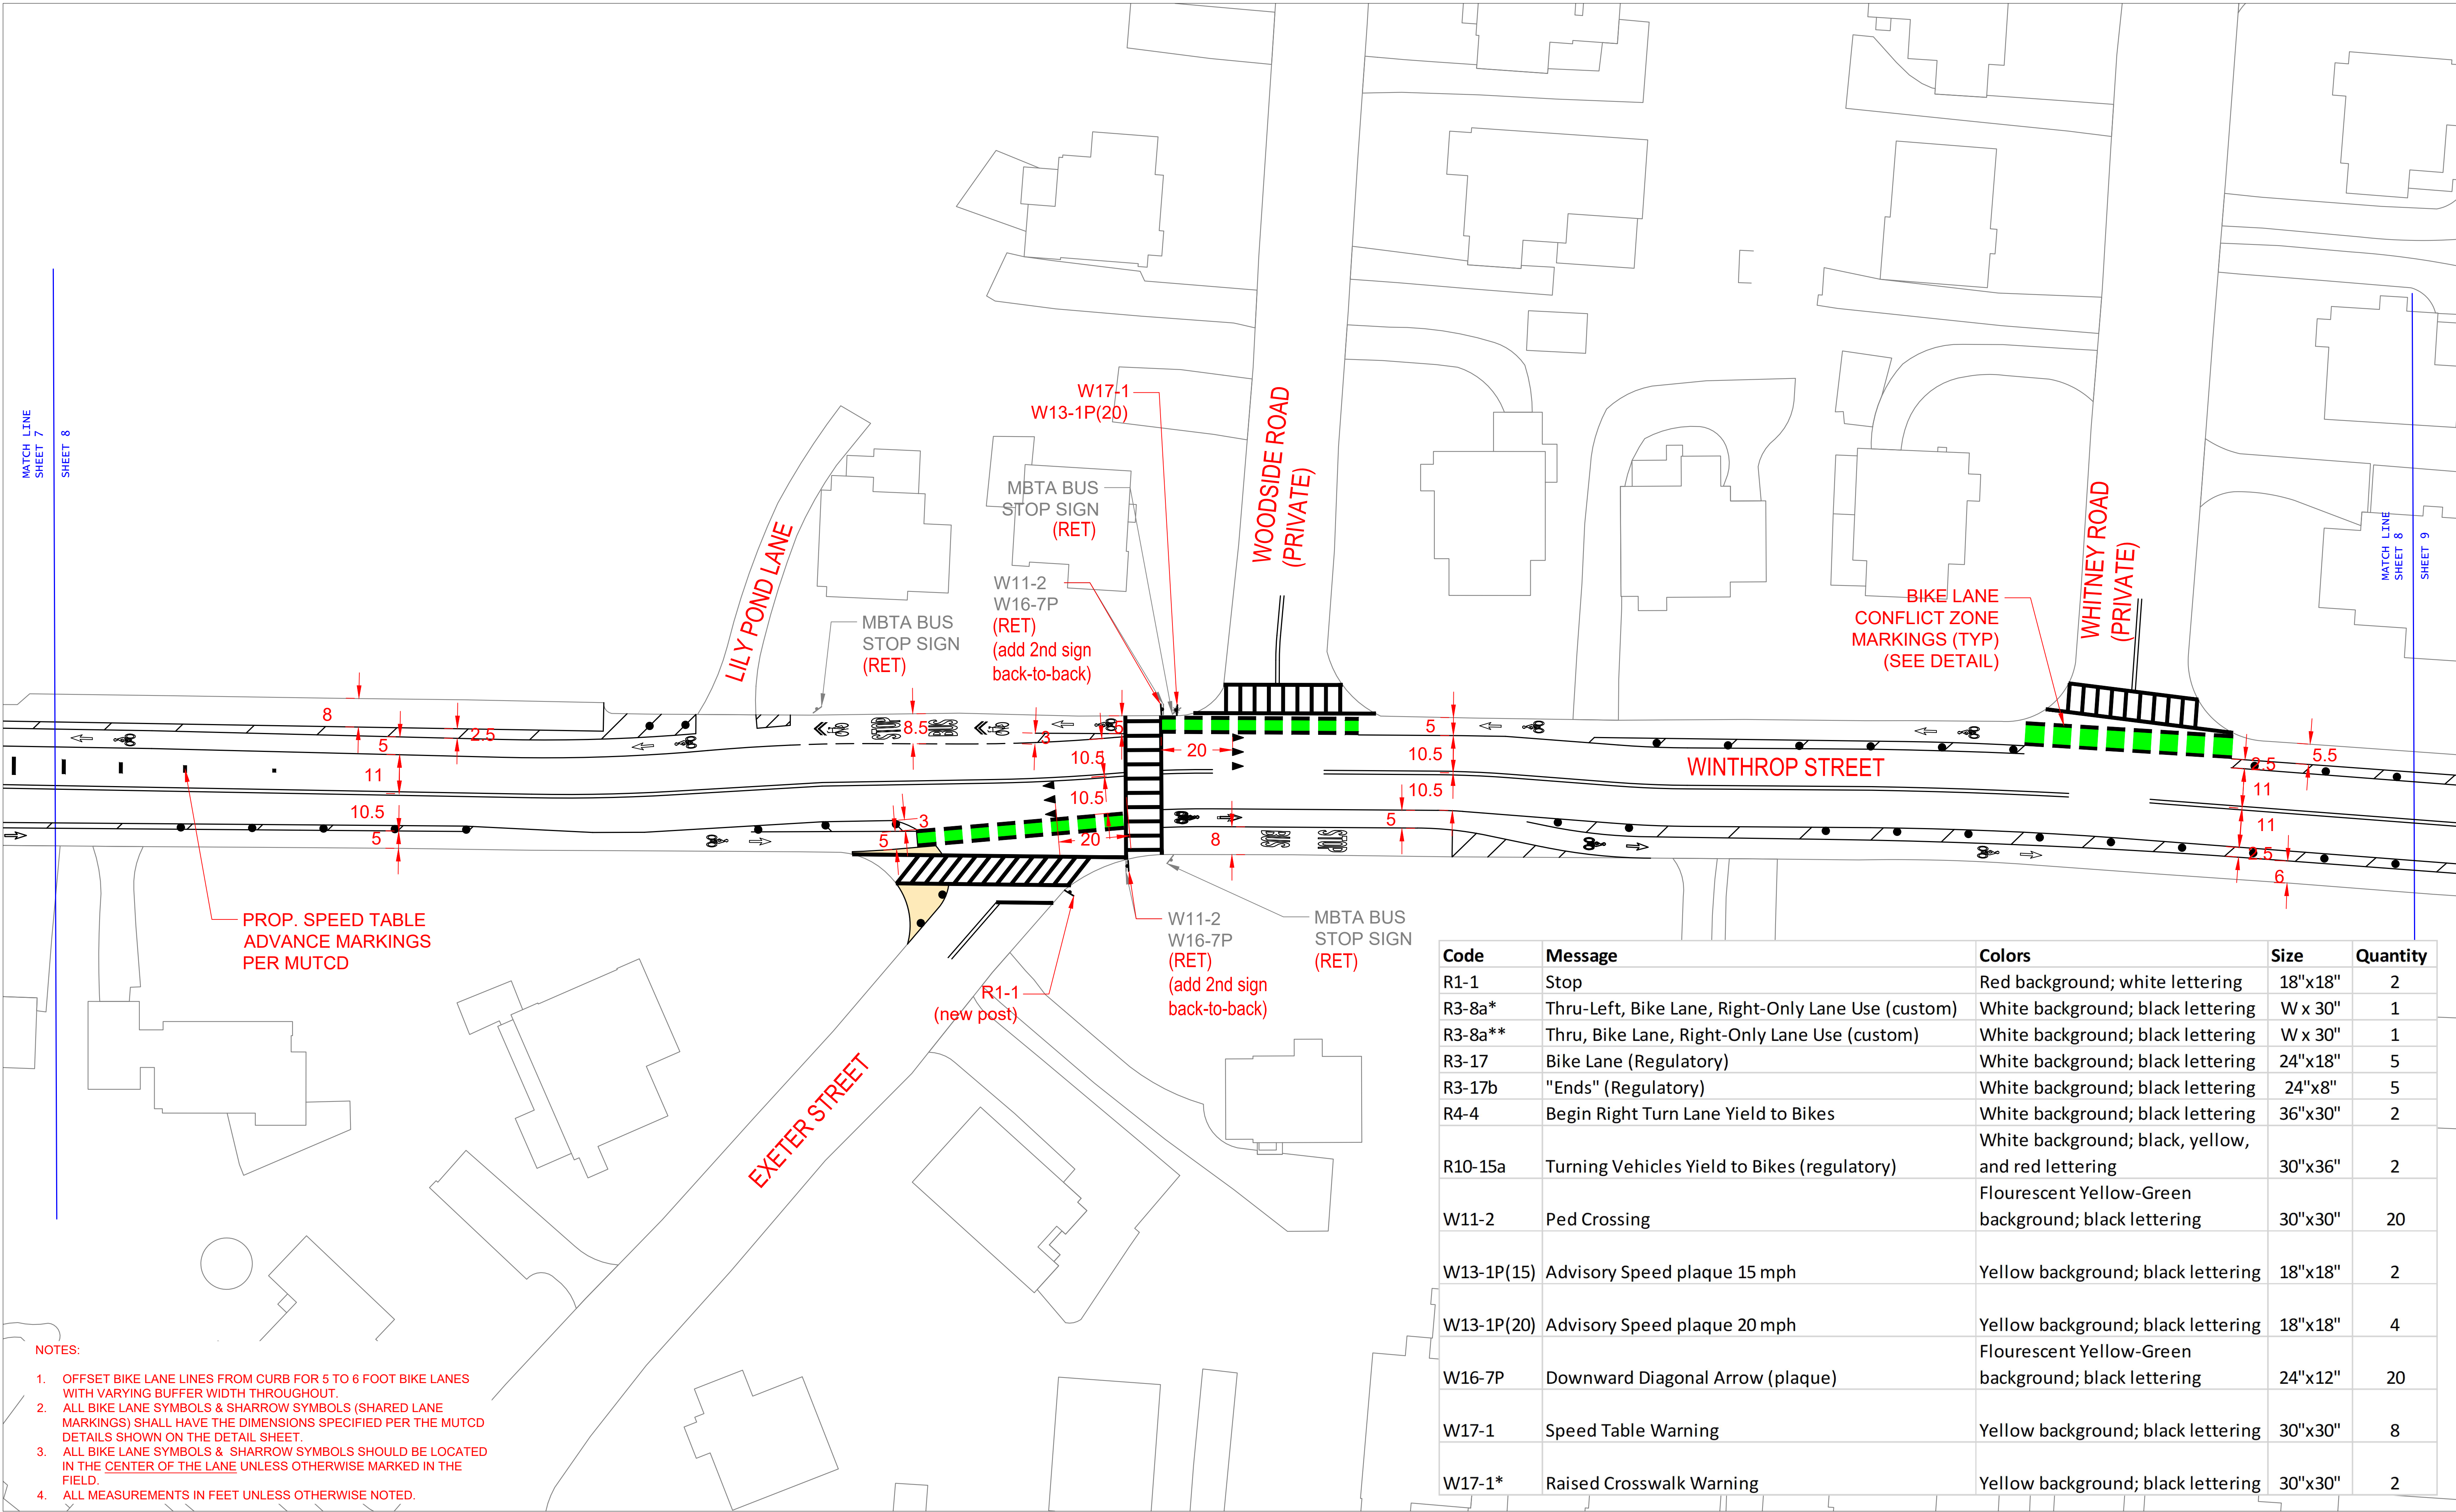 MATCH LINE
SHEET 7
SHEET 8
W17-1
W13-1P(20)
MBTA BUS
STOP SIGN
(RET)
W11-2
W16-7P
(RET)
(add 2nd sign
back-to-back)
MBTA BUS
STOP SIGN
(RET)
LILY POND LANE
WOODSIDE ROAD
(PRIVATE)
WHITNEY ROAD
(PRIVATE)
BIKE LANE
CONFLICT ZONE
MARKINGS (TYP)
(SEE DETAIL)
MATCH LINE
SHEET 8
SHEET 9
8
5
2.5
11
10.5
5
STOP
8.5
BUS
3
5
10.5
10.5
20
3
5
20
5
10.5
10.5
5
8
BUS
STOP
WINTHROP STREET
2.5
5.5
11
11
2.5
6
PROP. SPEED TABLE
ADVANCE MARKINGS
PER MUTCD
W11-2
W16-7P
(RET)
(add 2nd sign
back-to-back)
MBTA BUS
STOP SIGN
(RET)
R1-1
(new post)
EXETER STREET
Code Message Colors Size Quantity
R1-1 Stop Red background; white lettering 18"x18" 2
R3-8a* Thru-Left, Bike Lane, Right-Only Lane Use (custom) White background; black lettering W x 30" 1
R3-8a** Thru, Bike Lane, Right-Only Lane Use (custom) White background; black lettering W x 30" 1
R3-17 Bike Lane (Regulatory) White background; black lettering 24"x18" 5
R3-17b "Ends" (Regulatory) White background; black lettering 24"x8" 5
R4-4 Begin Right Turn Lane Yield to Bikes White background; black lettering 36"x30" 2
White background; black, yellow,
R10-15a Turning Vehicles Yield to Bikes (regulatory) and red lettering 30"x36" 2
Flourescent Yellow-Green
W11-2 Ped Crossing background; black lettering 30"x30" 20
W13-1P(15) Advisory Speed plaque 15 mph Yellow background; black lettering 18"x18" 2
W13-1P(20) Advisory Speed plaque 20 mph Yellow background; black lettering 18"x18" 4
Flourescent Yellow-Green
W16-7P Downward Diagonal Arrow (plaque) background; black lettering 24"x12" 20
W17-1 Speed Table Warning Yellow background; black lettering 30"x30" 8
W17-1* Raised Crosswalk Warning Yellow background; black lettering 30"x30" 2
NOTES:
1. OFFSET BIKE LANE LINES FROM CURB FOR 5 TO 6 FOOT BIKE LANES
WITH VARYING BUFFER WIDTH THROUGHOUT.
2. ALL BIKE LANE SYMBOLS & SHARROW SYMBOLS (SHARED LANE
MARKINGS) SHALL HAVE THE DIMENSIONS SPECIFIED PER THE MUTCD
DETAILS SHOWN ON THE DETAIL SHEET.
3. ALL BIKE LANE SYMBOLS & SHARROW SYMBOLS SHOULD BE LOCATED
IN THE CENTER OF THE LANE UNLESS OTHERWISE MARKED IN THE
FIELD.
4. ALL MEASUREMENTS IN FEET UNLESS OTHERWISE NOTED.